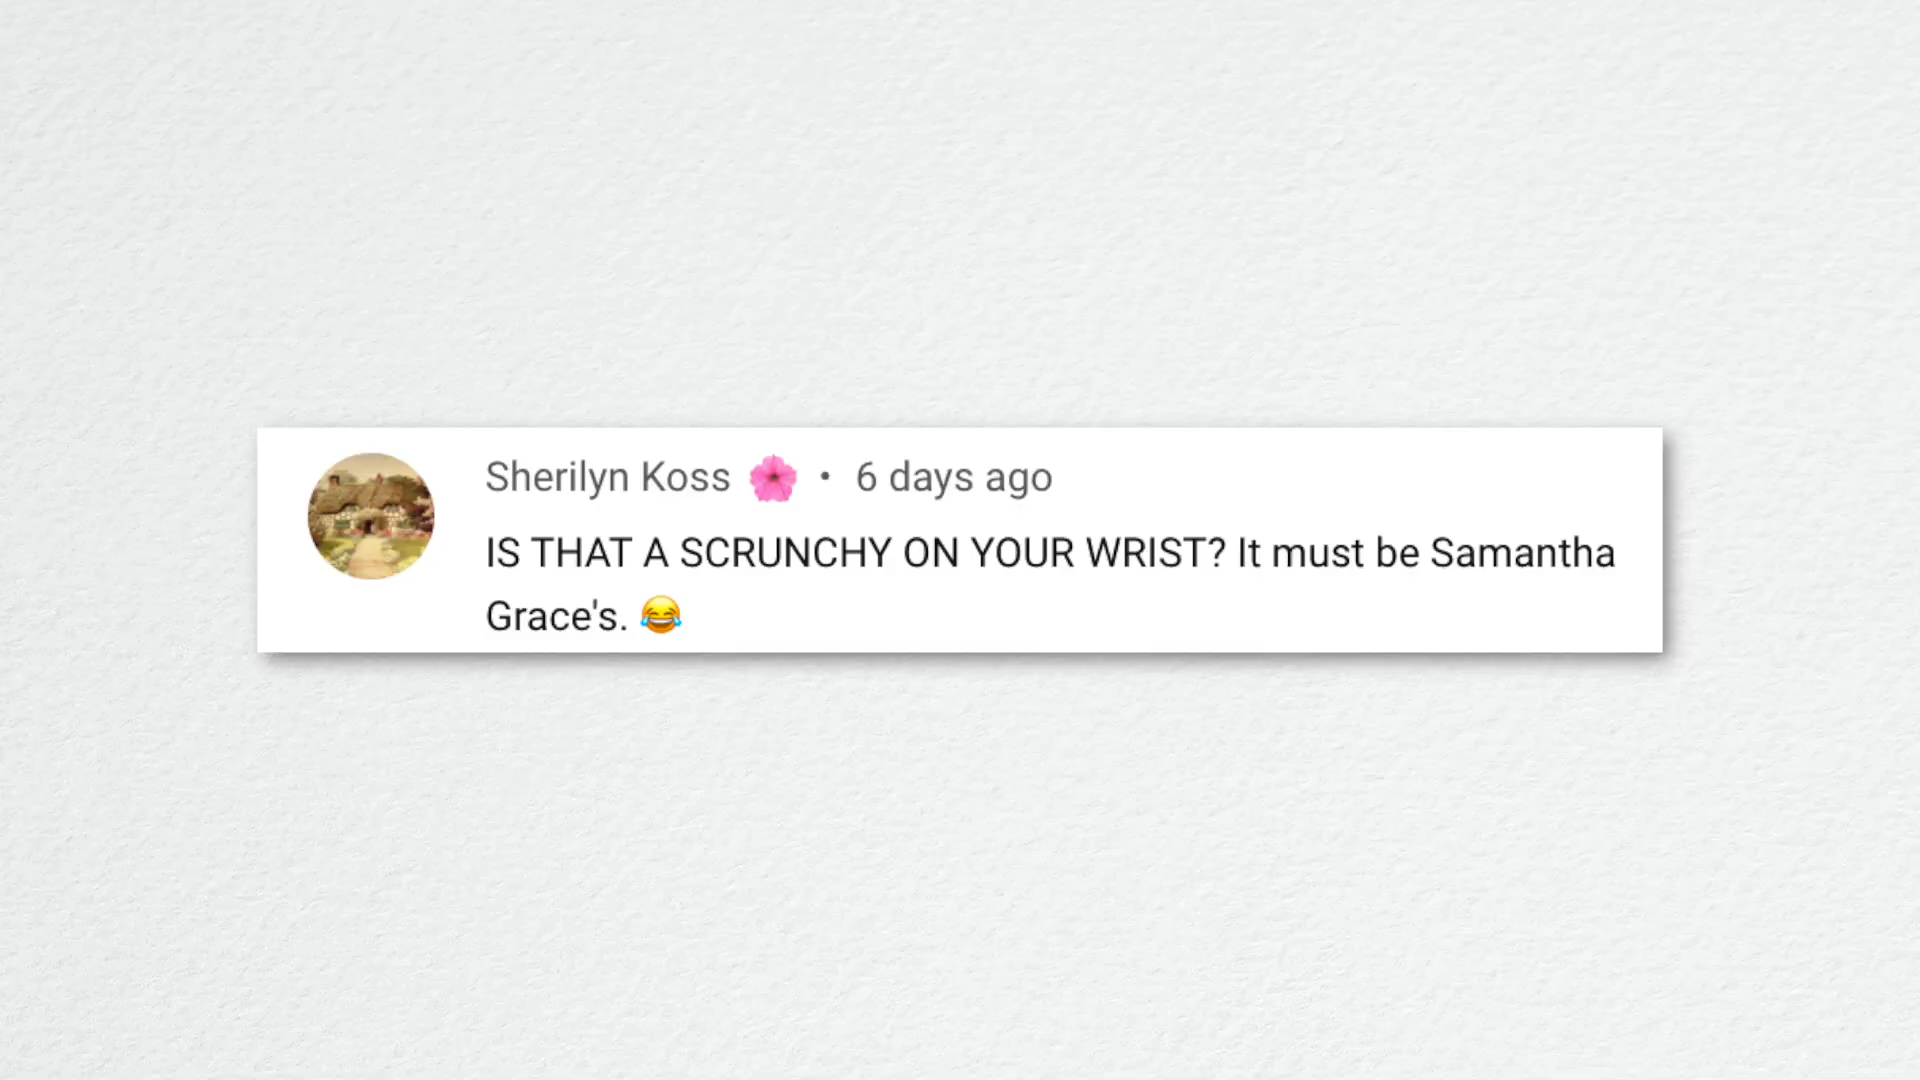 Sherilyn Koss 🌸 • 6 days ago
IS THAT A SCRUNCHY ON YOUR WRIST? It must be Samantha
Grace's. 😂